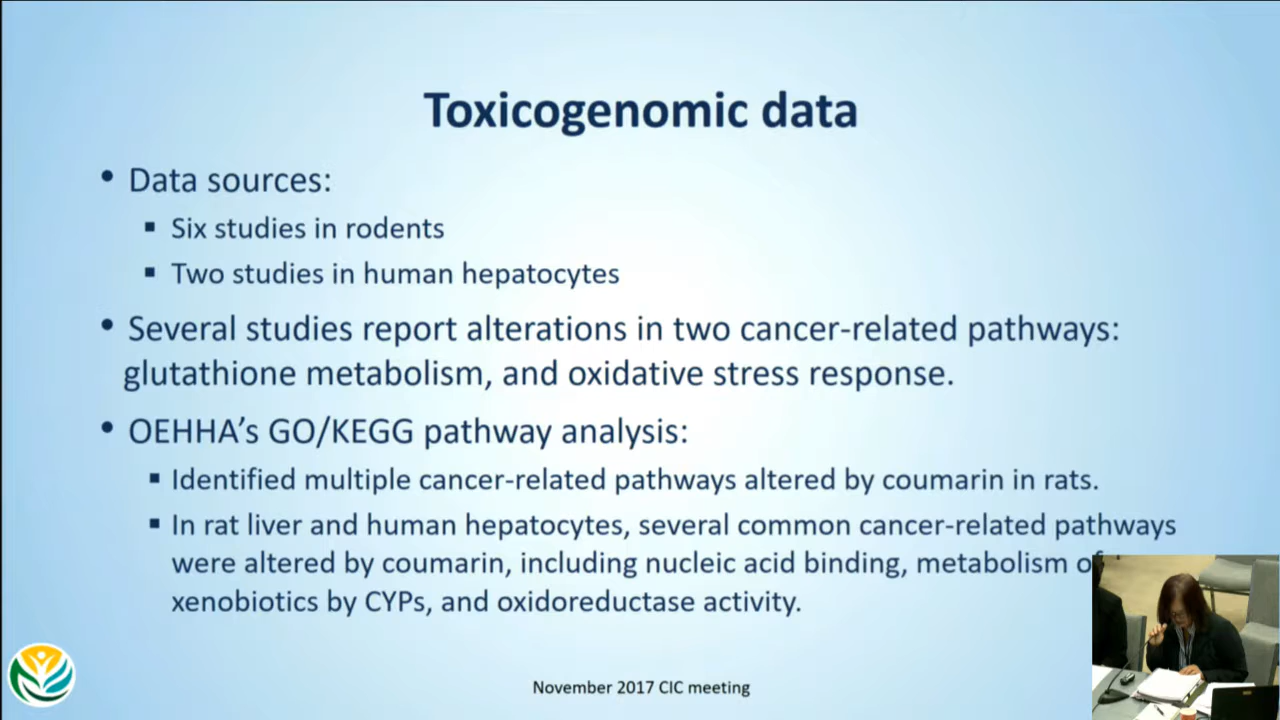 Toxicogenomic data
• Data sources:
▪ Six studies in rodents
▪ Two studies in human hepatocytes
• Several studies report alterations in two cancer-related pathways:
glutathione metabolism, and oxidative stress response.
• OEHHA's GO/KEGG pathway analysis:
▪ Identified multiple cancer-related pathways altered by coumarin in rats.
▪ In rat liver and human hepatocytes, several common cancer-related pathways
were altered by coumarin, including nucleic acid binding, metabolism of
xenobiotics by CYPs, and oxidoreductase activity.
November 2017 CIC meeting